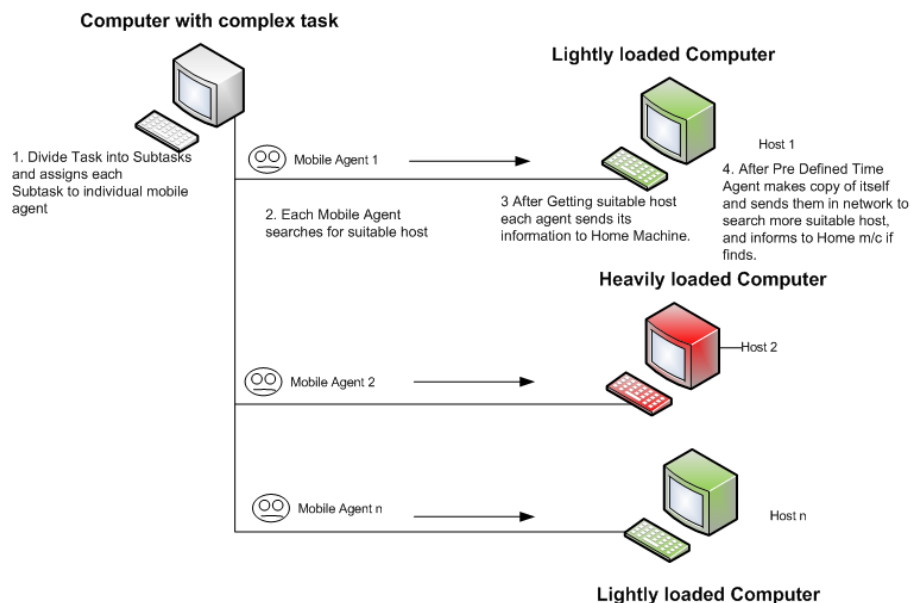 Computer with complex task
Lightly loaded Computer
Host 1
Mobile Agent 1
1. Divide Task into Subtasks
and assigns each
Subtask to individual mobile
agent
2. Each Mobile Agent
searches for suitable host
3 After Getting suitable host
each agent sends its
information to Home Machine.
4. After Pre Defined Time
Agent makes copy of itself
and sends them in network to
search more suitable host,
and informs to Home m/c if
finds.
Heavily loaded Computer
Host 2
Mobile Agent 2
Mobile Agent n
Host n
Lightly loaded Computer